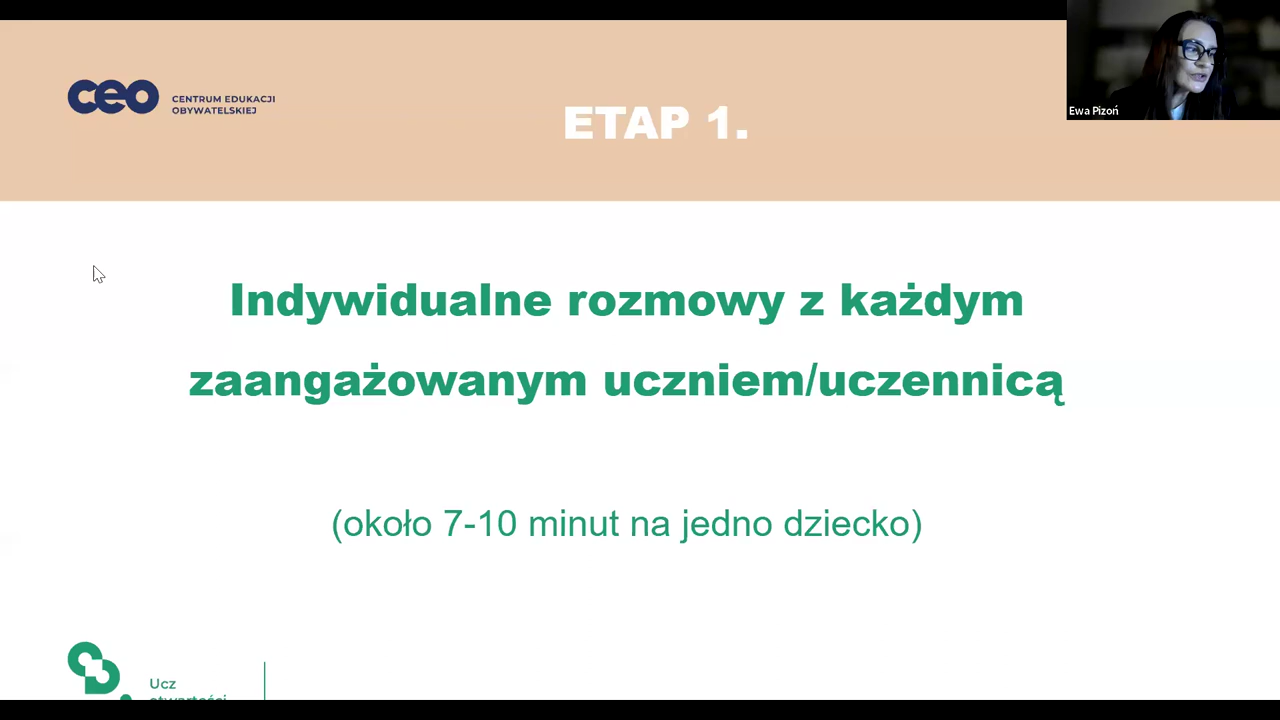 ceo
CENTRUM EDUKACJI
OBYWATELSKIEJ
ETAP 1.
Ewa Pizoń
Indywidualne rozmowy z każdym
zaangażowanym uczniem/uczennicą
(około 7-10 minut na jedno dziecko)
Ucz
otwartości